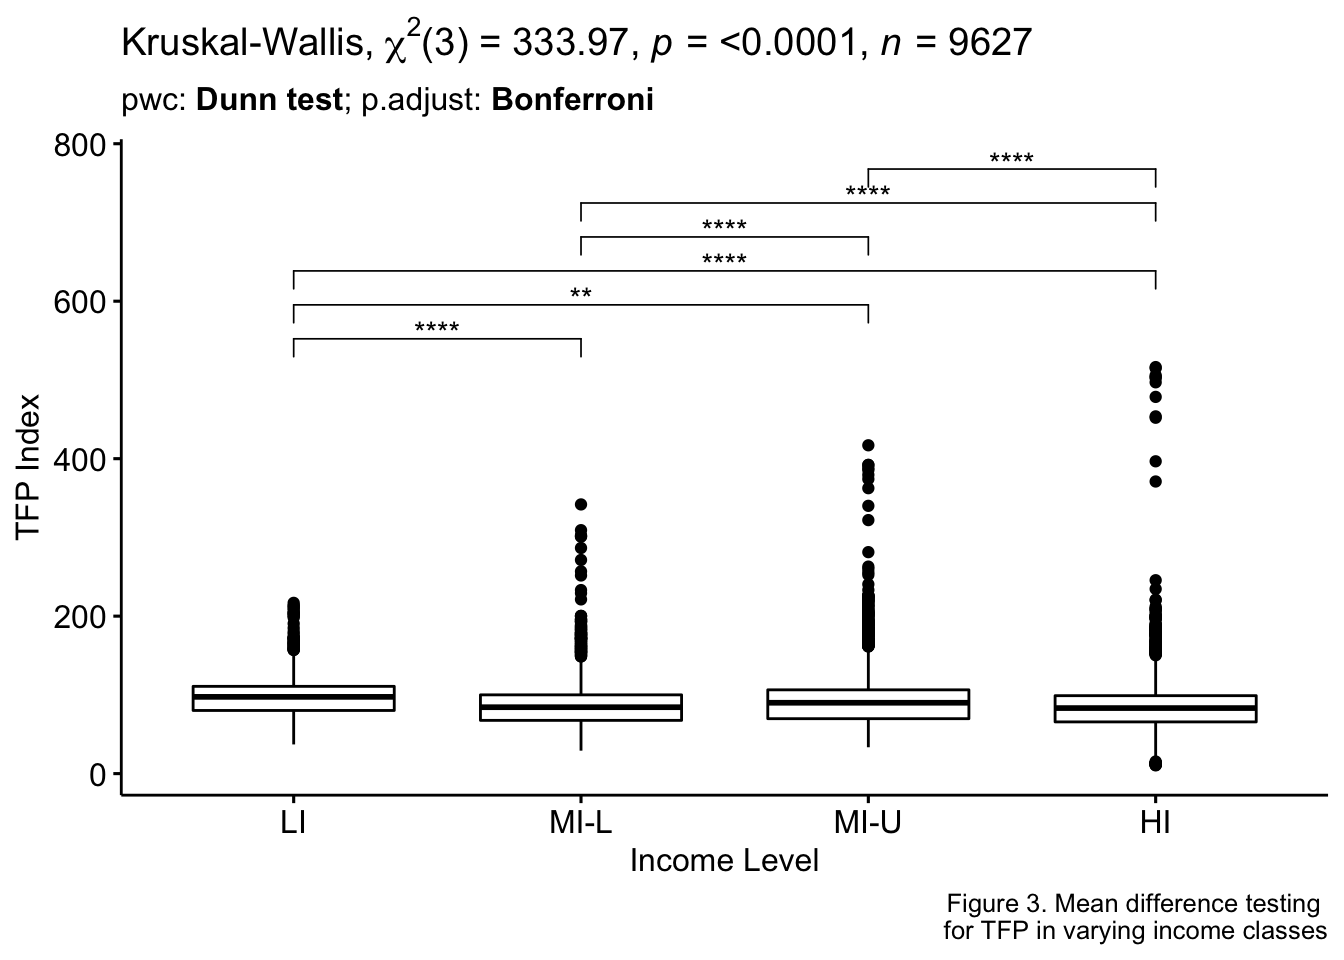 Kruskal-Wallis, χ²(3) = 333.97, p = <0.0001, n = 9627
pwc: Dunn test; p.adjust: Bonferroni
800
600
400
200
0
TFP Index
****
****
****
****
**
****
LI MI-L MI-U HI
Income Level
Figure 3. Mean difference testing
for TFP in varying income classes